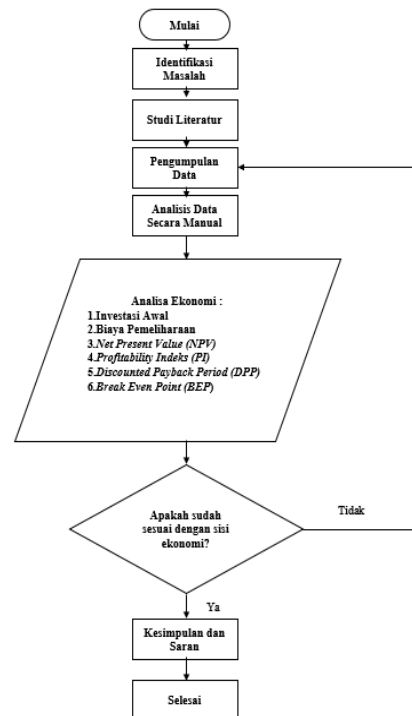 Mulai
Identifikasi
Masalah
Studi Literatur
Pengumpulan
Data
Analisis Data
Secara Manual
Analisa Ekonomi :
1.Investasi Awal
2.Biaya Pemeliharaan
3.Net Present Value (NPV)
4.Profitability Indeks (PI)
5.Discounted Payback Period (DPP)
6.Break Even Point (BEP)
Apakah sudah
sesuai dengan sisi
ekonomi?
Tidak
Ya
Kesimpulan dan
Saran
Selesai